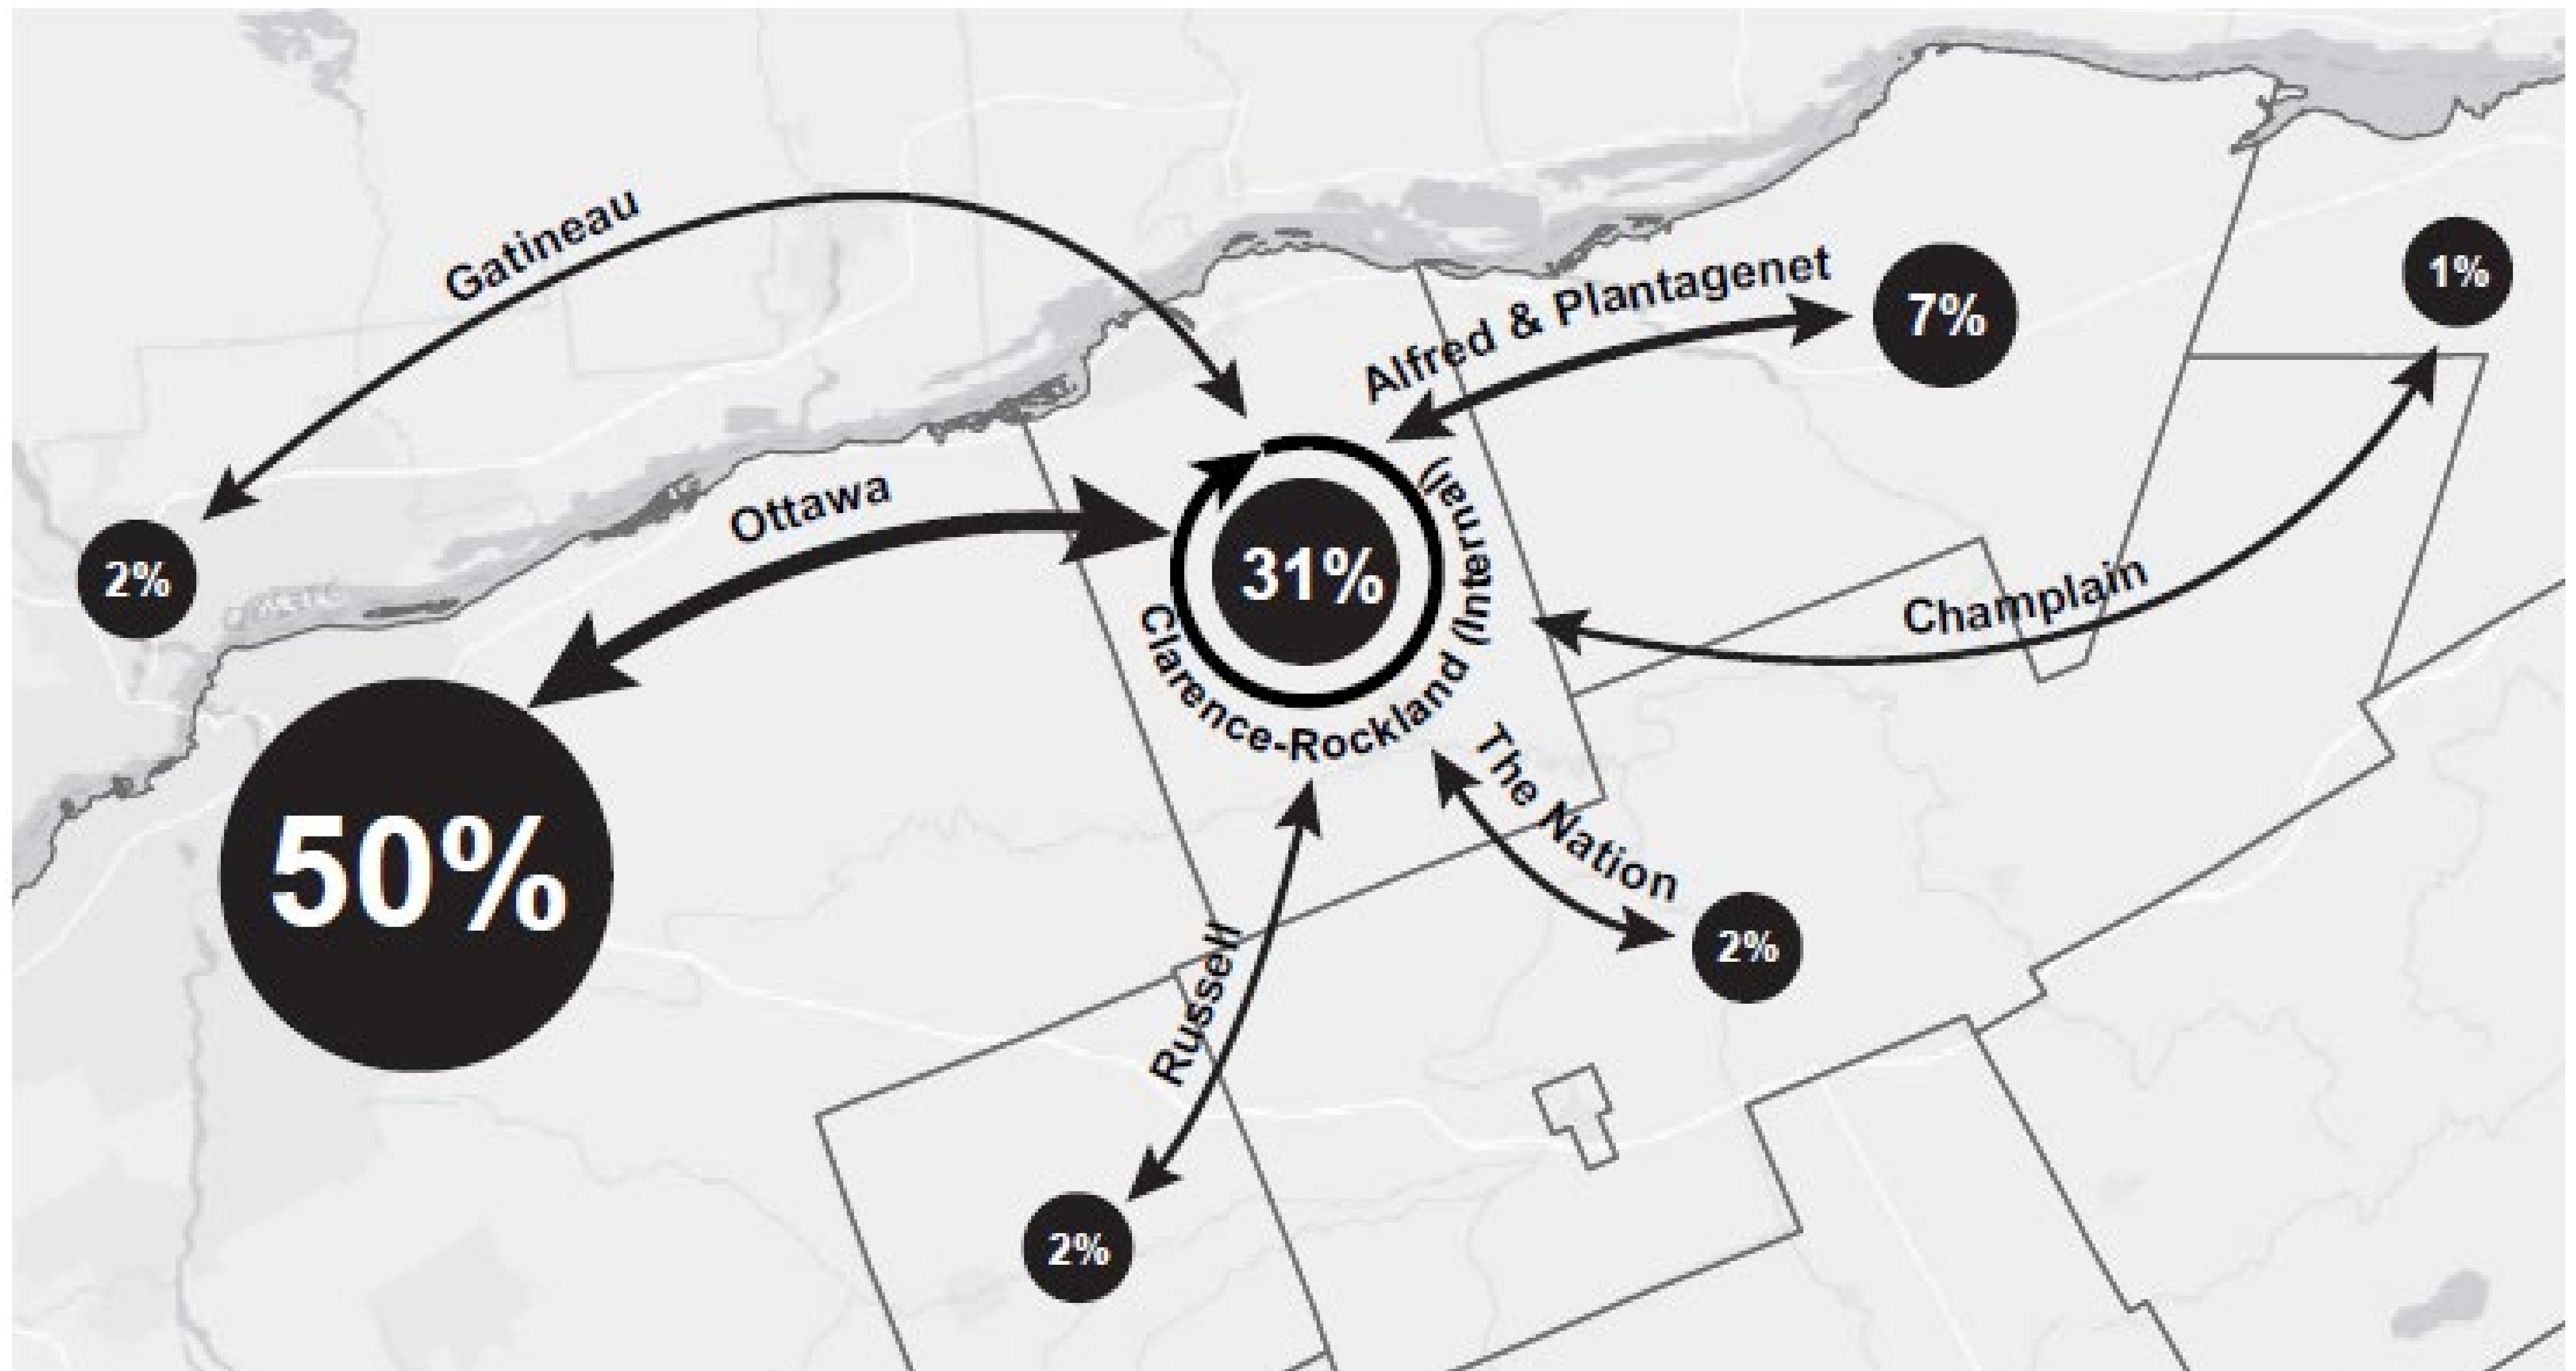 Gatineau
2%
Ottawa
50%
31%
Clarence-Rockland (Internal)
Alfred & Plantagenet
7%
1%
Champlain
The Nation
2%
Russell
2%